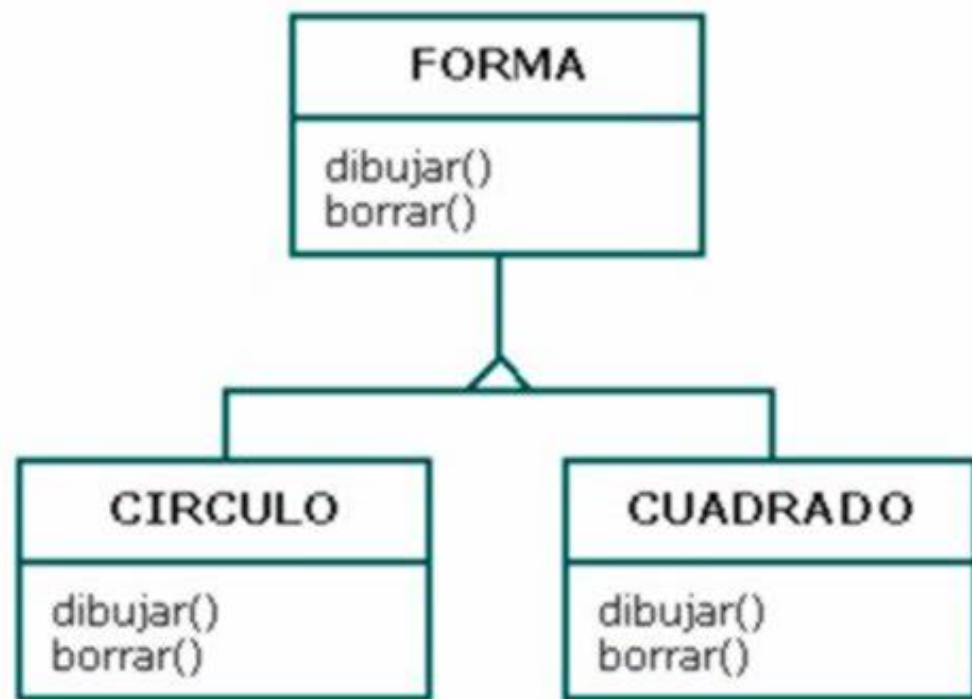 FORMA
dibujar()
borrar()
CIRCULO
dibujar()
borrar()
CUADRADO
dibujar()
borrar()